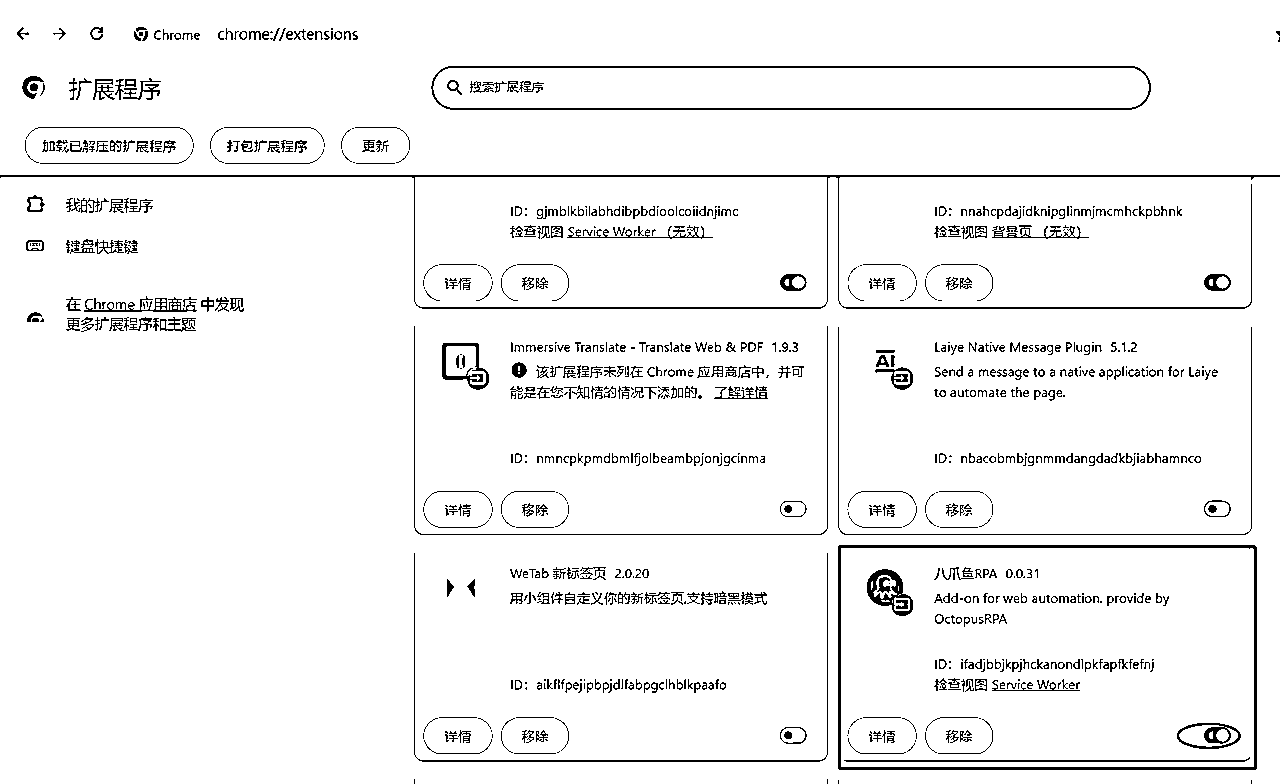 Chrome chrome://extensions
扩展程序
搜索扩展程序
加载已解压的扩展程序 打包扩展程序 更新
我的扩展程序
键盘快捷键
在 Chrome 应用商店 中发现
更多扩展程序和主题
ID: gjmblkbilabhdibpbdioolcoiidnjimc
检查视图 Service Worker （无效）
详情 移除
ID: nnahcpdajidknipglinmjmcmhckpbhnk
检查视图 背景页 （无效）
详情 移除
Immersive Translate - Translate Web & PDF 1.9.3
该扩展程序未列在 Chrome 应用商店中，并可
能是在您不知情的情况下添加的。 了解详情
ID: nmncpkpmdbmlfjolbeambpjonjgcinma
详情 移除
AI
Laiye Native Message Plugin 5.1.2
Send a message to a native application for Laiye
to automate the page.
ID: nbacobmbjgnmmdangdadkbjiabhamnco
详情 移除
WeTab 新标签页 2.0.20
用小组件自定义你的新标签页,支持暗黑模式
ID: aikflfpejipbpjdlfabpgclhblkpaafo
详情 移除
八爪鱼RPA 0.0.31
Add-on for web automation. provide by
OctopusRPA
ID: ifadjbbjkpjhckanondlpkfapfkfefnj
检查视图 Service Worker
详情 移除